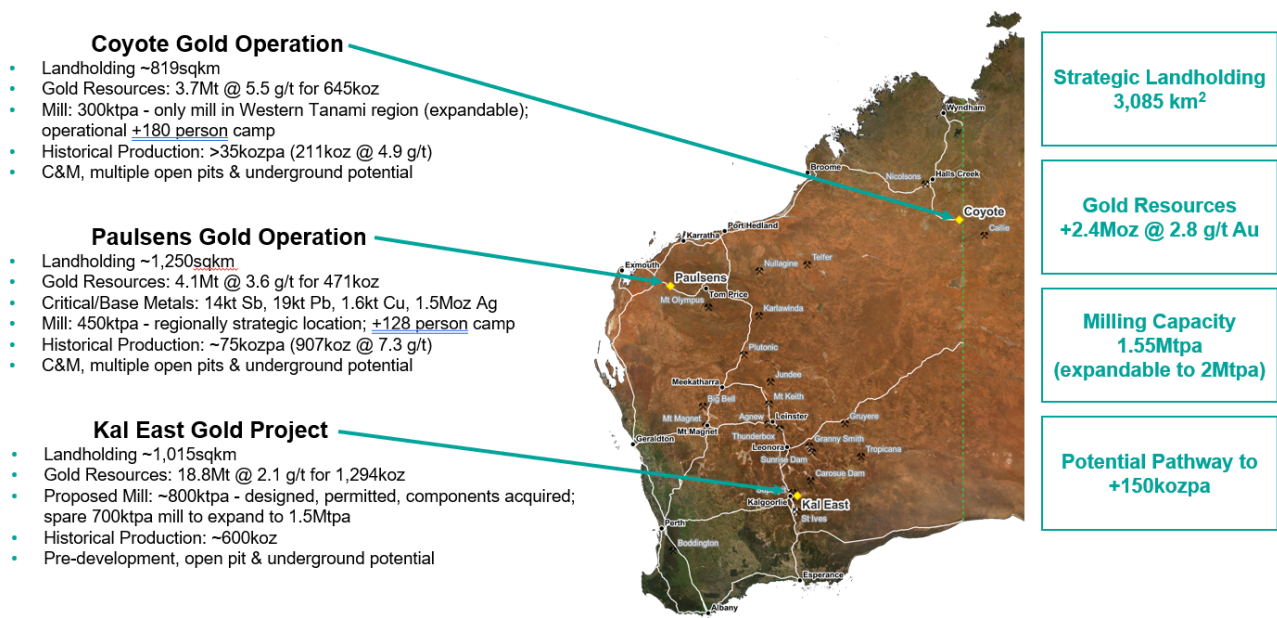 Coyote Gold Operation
• Landholding ~819sqkm
• Gold Resources: 3.7Mt @ 5.5 g/t for 645koz
• Mill: 300ktpa - only mill in Western Tanami region (expandable);
operational +180 person camp
• Historical Production: >35kozpa (211koz @ 4.9 g/t)
• C&M, multiple open pits & underground potential
Paulsens Gold Operation
• Landholding ~1,250sqkm
• Gold Resources: 4.1Mt @ 3.6 g/t for 471koz
• Critical/Base Metals: 14kt Sb, 19kt Pb, 1.6kt Cu, 1.5Moz Ag
• Mill: 450ktpa - regionally strategic location; +128 person camp
• Historical Production: ~75kozpa (907koz @ 7.3 g/t)
• C&M, multiple open pits & underground potential
Kal East Gold Project
• Landholding ~1,015sqkm
• Gold Resources: 18.8Mt @ 2.1 g/t for 1,294koz
• Proposed Mill: ~800ktpa - designed, permitted, components acquired;
spare 700ktpa mill to expand to 1.5Mtpa
• Historical Production: ~600koz
• Pre-development, open pit & underground potential
Wyndham
Broome
Nicolsons
Halls Creek
Coyote
Callie
Port Hedland
Karratha
Exmouth
Nullagine
Telfer
Paulsens
Tom Price
Mt Olympus
Karlawinda
Plutonic
Jundee
Meekatharra
Mt Keith
Big Bell
Mt Magnet
Agnew
Leinster
Gruyere
Mt Magnet
Thunderbox
Geraldton
Leonora
Granny Smith
Sunrise Dam
Tropicana
Carosue Dam
Kalgoorlie
Kal East
St Ives
Perth
Boddington
Esperance
Albany
Strategic Landholding
3,085 km²
Gold Resources
+2.4Moz @ 2.8 g/t Au
Milling Capacity
1.55Mtpa
(expandable to 2Mtpa)
Potential Pathway to
+150kozpa